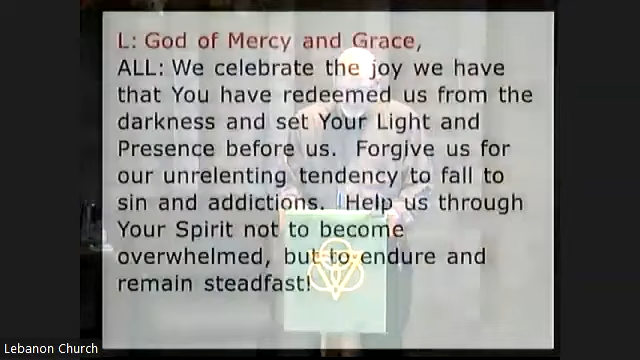 L: God of Mercy and Grace,
ALL: We celebrate the joy we have
that You have redeemed us from the
darkness and set Your Light and
Presence before us.  Forgive us for
our unrelenting tendency to fall to
sin and addictions.  Help us through
Your Spirit not to become
overwhelmed, but to endure and
remain steadfast!
Lebanon Church